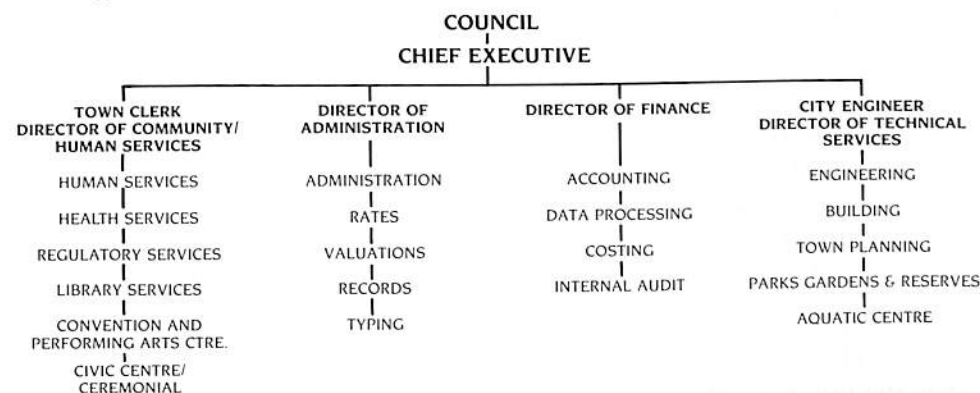 COUNCIL
CHIEF EXECUTIVE
TOWN CLERK
DIRECTOR OF COMMUNITY/
HUMAN SERVICES
HUMAN SERVICES
HEALTH SERVICES
REGULATORY SERVICES
LIBRARY SERVICES
CONVENTION AND
PERFORMING ARTS CTRE.
CIVIC CENTRE/
CEREMONIAL
DIRECTOR OF
ADMINISTRATION
ADMINISTRATION
RATES
VALUATIONS
RECORDS
TYPING
DIRECTOR OF FINANCE
ACCOUNTING
DATA PROCESSING
COSTING
INTERNAL AUDIT
CITY ENGINEER
DIRECTOR OF TECHNICAL
SERVICES
ENGINEERING
BUILDING
TOWN PLANNING
PARKS GARDENS & RESERVES
AQUATIC CENTRE